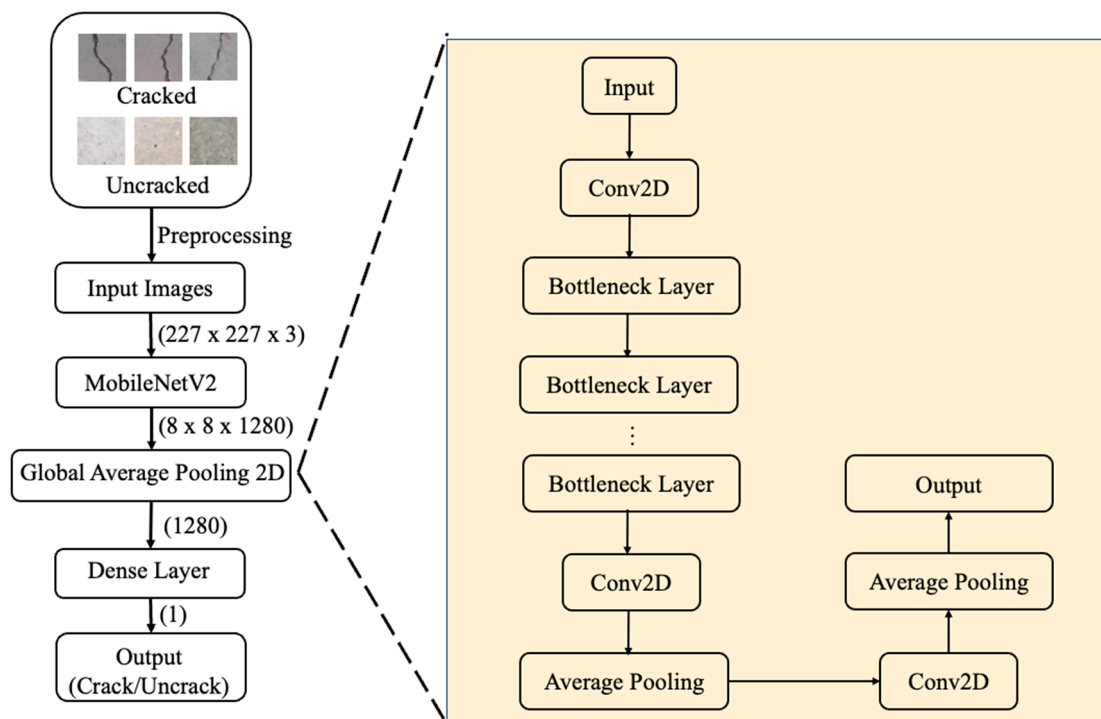 Cracked
Uncracked
Preprocessing
Input Images
(227 x 227 x 3)
MobileNetV2
(8 x 8 x 1280)
Global Average Pooling 2D
(1280)
Dense Layer
(1)
Output
(Crack/Uncrack)
Input
Conv2D
Bottleneck Layer
Bottleneck Layer
⋮
Bottleneck Layer
Conv2D
Average Pooling
Conv2D
Average Pooling
Output